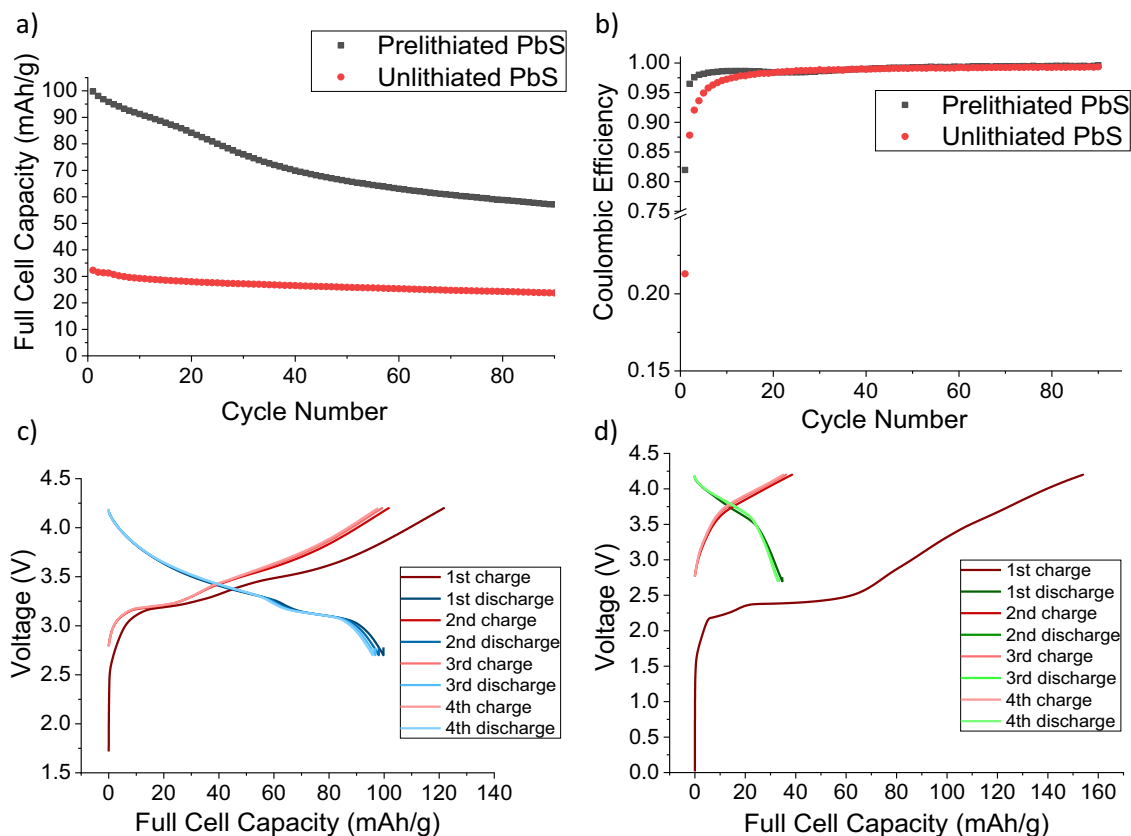 a)
Prelithiated PbS
Unlithiated PbS
Full Cell Capacity (mAh/g)
110
100
90
80
70
60
50
40
30
20
10
0
0 20 40 60 80
Cycle Number
b)
Prelithiated PbS
Unlithiated PbS
Coulombic Efficiency
1.00
0.95
0.90
0.85
0.80
0.75
0.20
0.15
0 20 40 60 80
Cycle Number
c)
Voltage (V)
4.5
4.0
3.5
3.0
2.5
2.0
1.5
1st charge
1st discharge
2nd charge
2nd discharge
3rd charge
3rd discharge
4th charge
4th discharge
0 20 40 60 80 100 120 140
Full Cell Capacity (mAh/g)
d)
Voltage (V)
4.5
4.0
3.5
3.0
2.5
2.0
1.5
1.0
0.5
0.0
1st charge
1st discharge
2nd charge
2nd discharge
3rd charge
3rd discharge
4th charge
4th discharge
0 20 40 60 80 100 120 140 160
Full Cell Capacity (mAh/g)